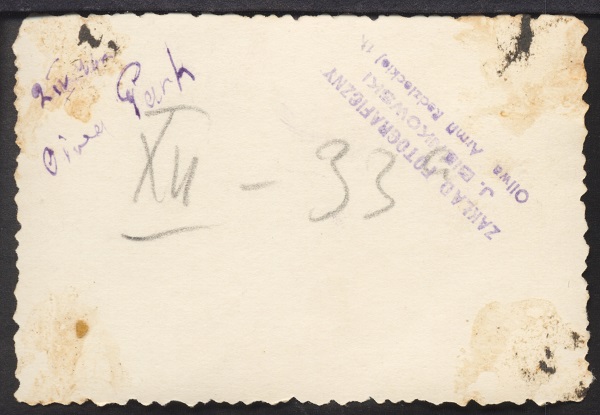 Oliwa Park
XII - 33
ZAKŁAD FOTOGRAFICZNY
J.
Oliwa Armii Radzieckiej